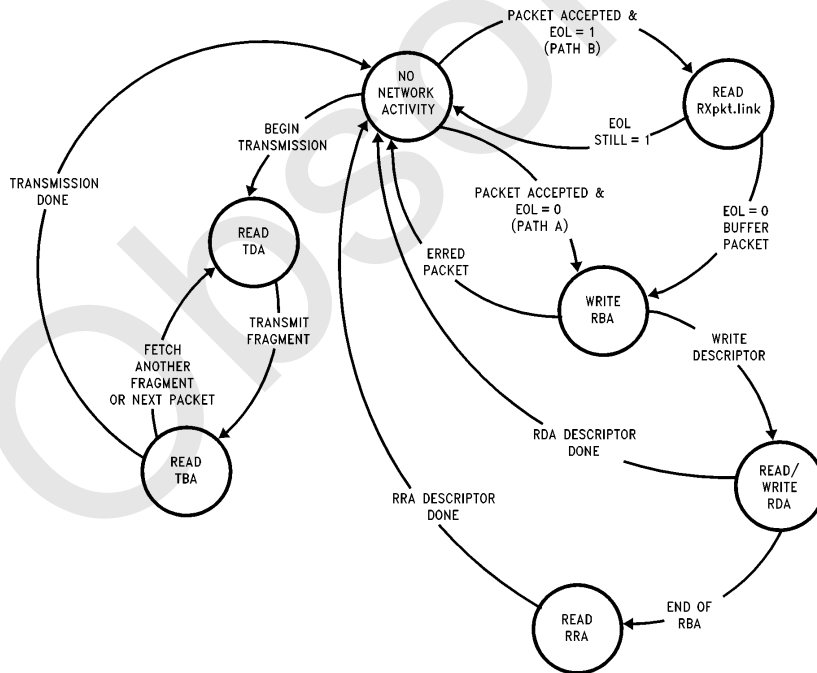 PACKET ACCEPTED &
EOL = 1
(PATH B)
NO
NETWORK
ACTIVITY
READ
RXpkt.link
BEGIN
TRANSMISSION
EOL
STILL = 1
TRANSMISSION
DONE
PACKET ACCEPTED &
EOL = 0
(PATH A)
EOL = 0
BUFFER
PACKET
READ
TDA
ERRED
PACKET
WRITE
RBA
TRANSMIT
FRAGMENT
WRITE
DESCRIPTOR
FETCH
ANOTHER
FRAGMENT
OR NEXT PACKET
RDA DESCRIPTOR
DONE
READ
TBA
READ/
WRITE
RDA
RRA DESCRIPTOR
DONE
READ
RRA
END OF
RBA